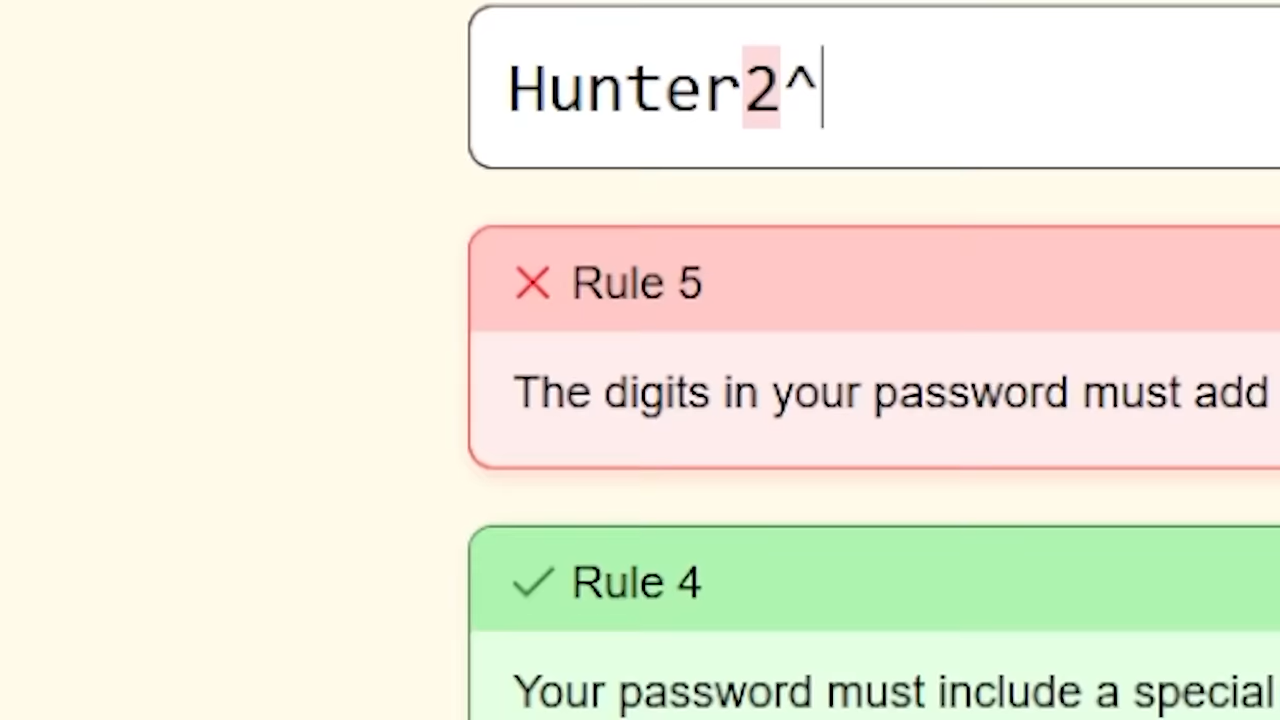 Hunter2^
Rule 5
The digits in your password must add
Rule 4
Your password must include a special